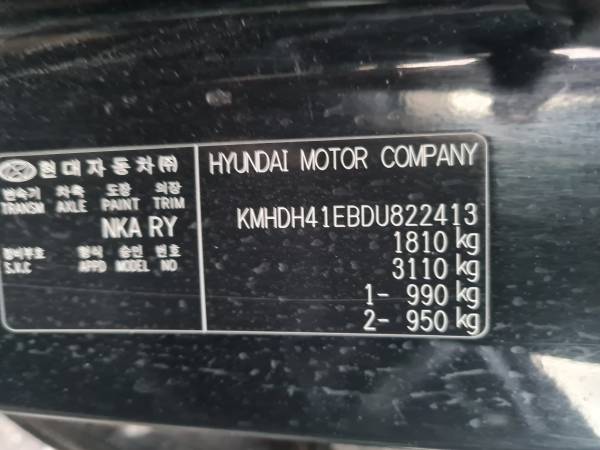 현대자동차(주)
변속기 차축 도장 의장
TRANSM AXLE PAINT TRIM
NKA RY
정비부호 형식 승인 번호
S.N.C APPD MODEL NO
HYUNDAI MOTOR COMPANY
KMHDH41EBDU822413
1810 kg
3110 kg
1- 990 kg
2- 950 kg